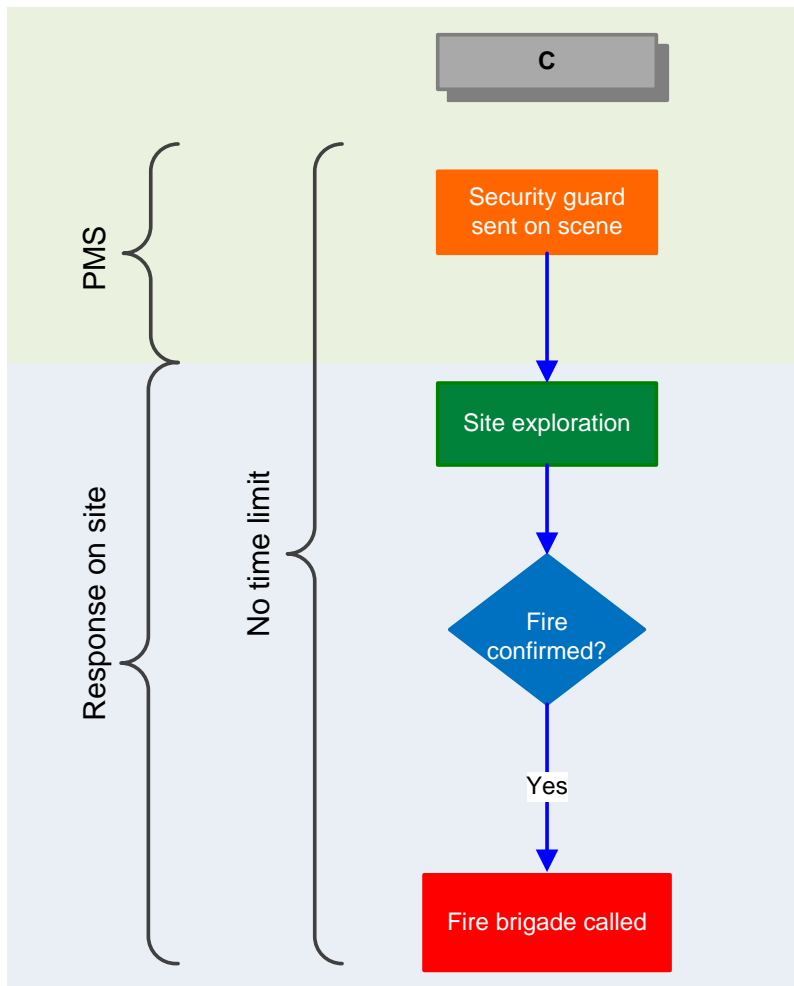 C
Security guard
sent on scene
PMS
Site exploration
Response on site
No time limit
Fire
confirmed?
Yes
Fire brigade called